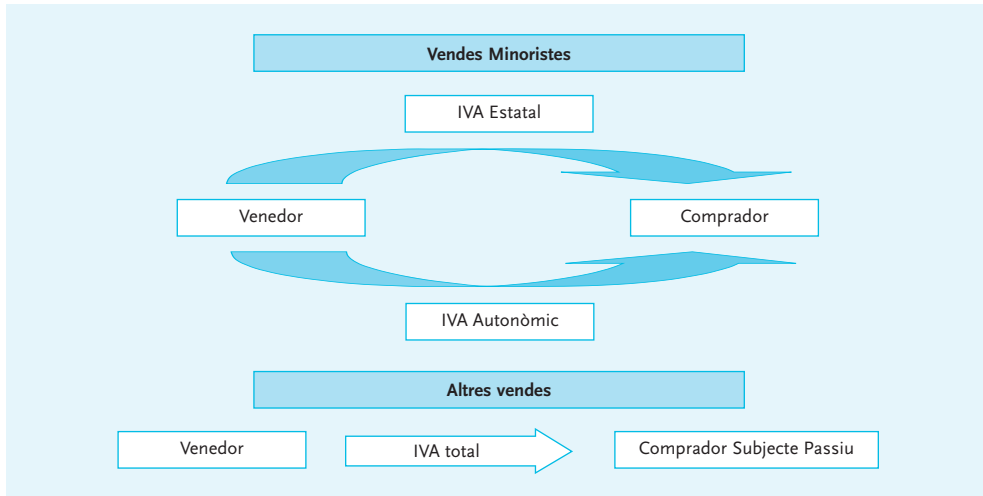 Vendes Minoristes
IVA Estatal
Venedor
Comprador
IVA Autonòmic
Altres vendes
Venedor
IVA total
Comprador Subjecte Passiu